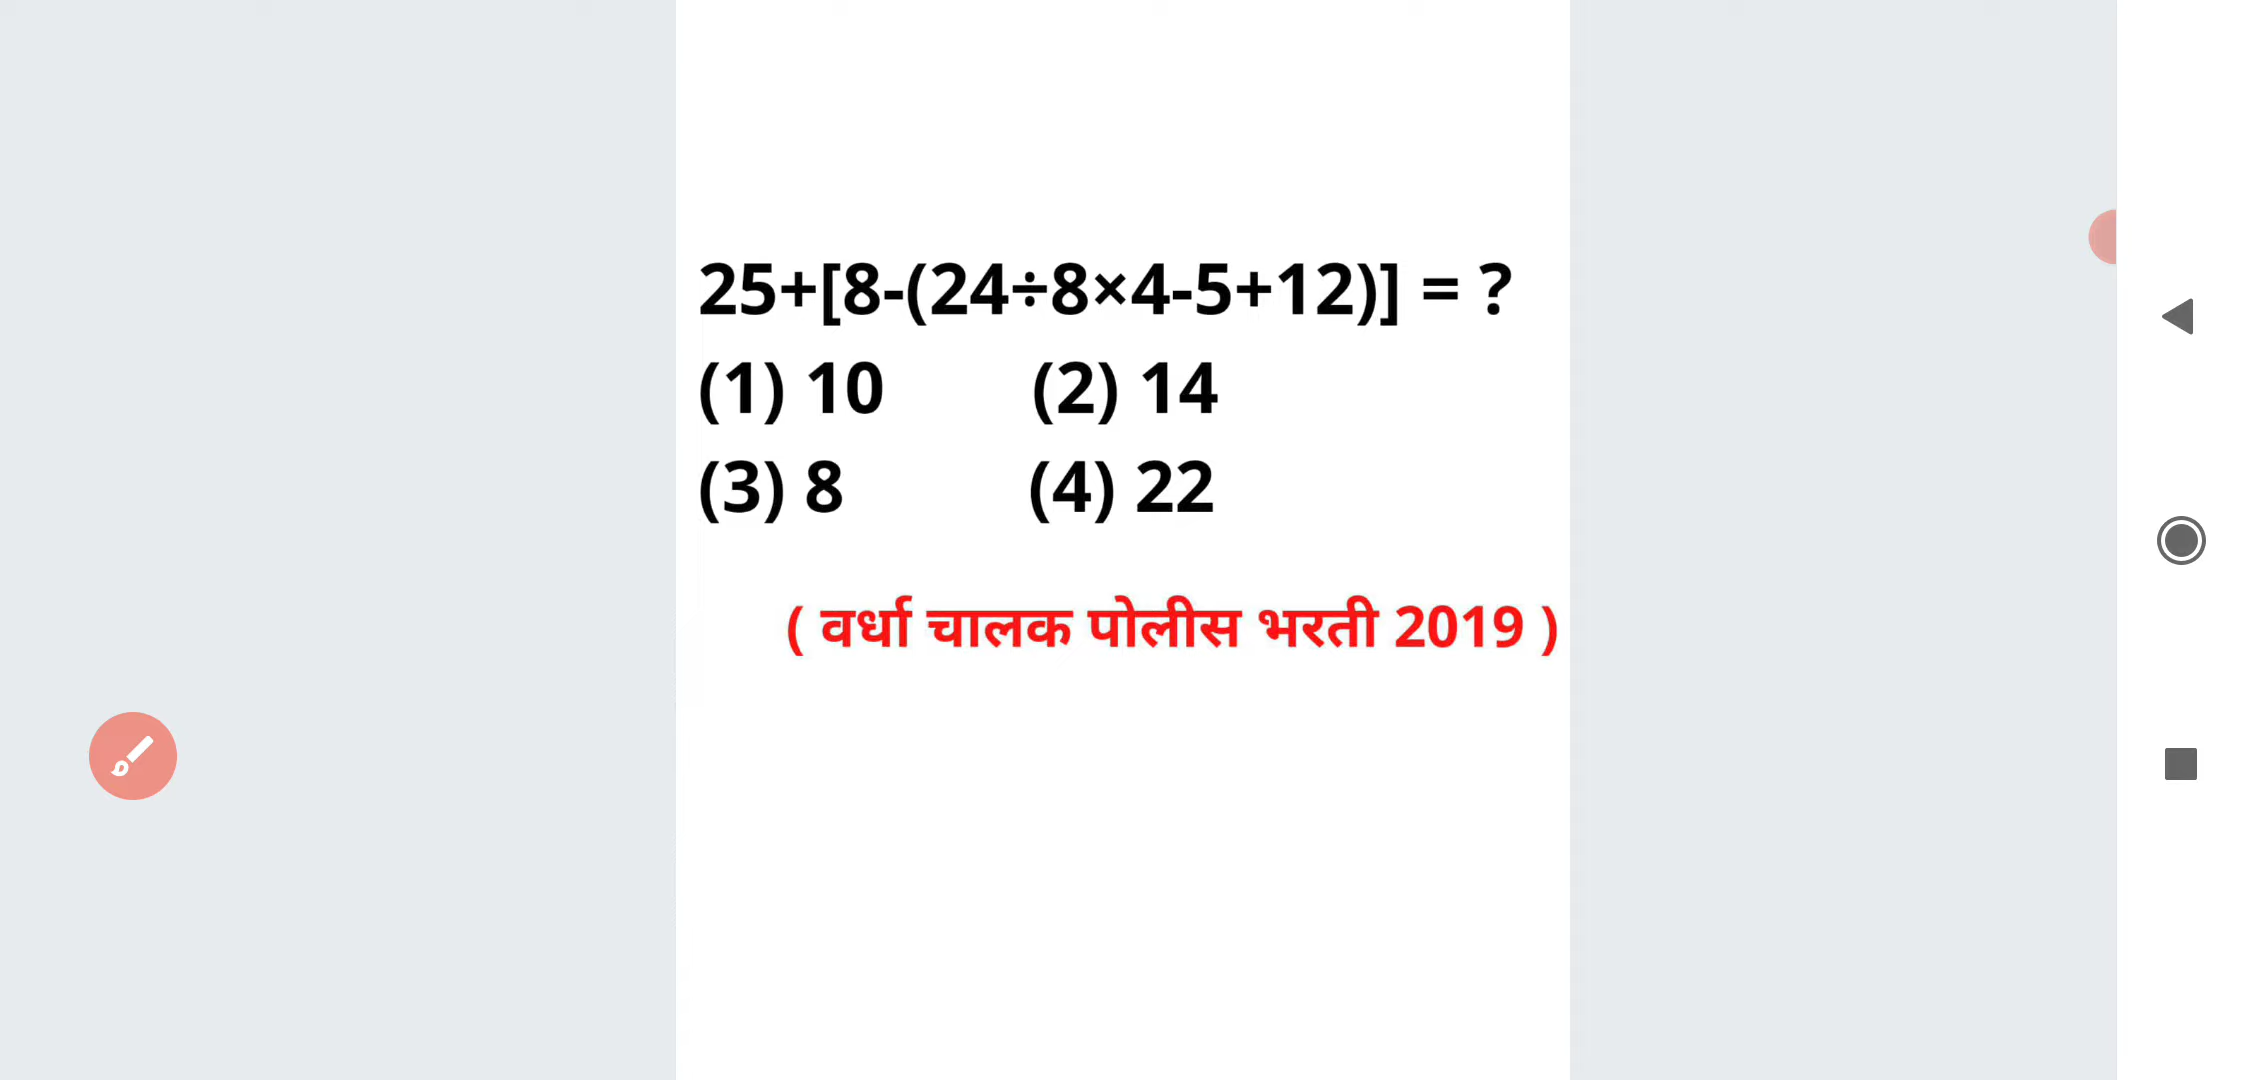 25+[8-(24÷8×4-5+12)] = ?
(1) 10 (2) 14
(3) 8 (4) 22
( वर्धा चालक पोलीस भरती 2019 )